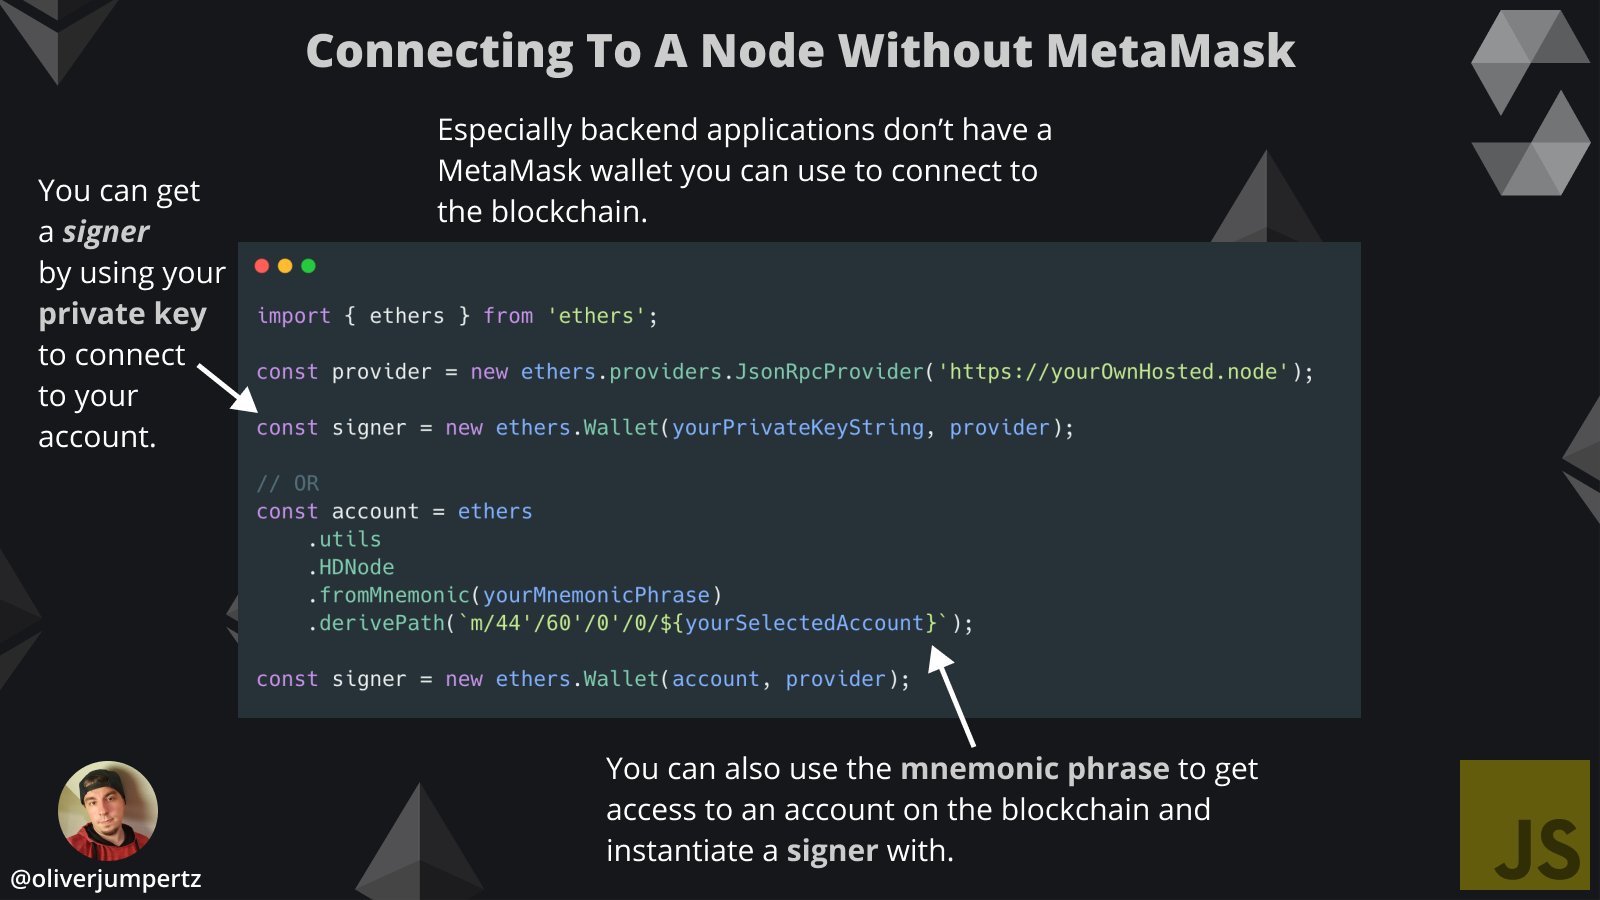 Connecting To A Node Without MetaMask
Especially backend applications don’t have a
MetaMask wallet you can use to connect to
the blockchain.
You can get
a signer
by using your
private key
to connect
to your
account.
import { ethers } from 'ethers';
const provider = new ethers.providers.JsonRpcProvider('https://yourOwnHosted.node');
const signer = new ethers.Wallet(yourPrivateKeyString, provider);
// OR
const account = ethers
.utils
.HDNode
.fromMnemonic(yourMnemonicPhrase)
.derivePath(`m/44'/60'/0'/0/${yourSelectedAccount}`);
const signer = new ethers.Wallet(account, provider);
You can also use the mnemonic phrase to get
access to an account on the blockchain and
instantiate a signer with.
@oliverjumpertz
JS